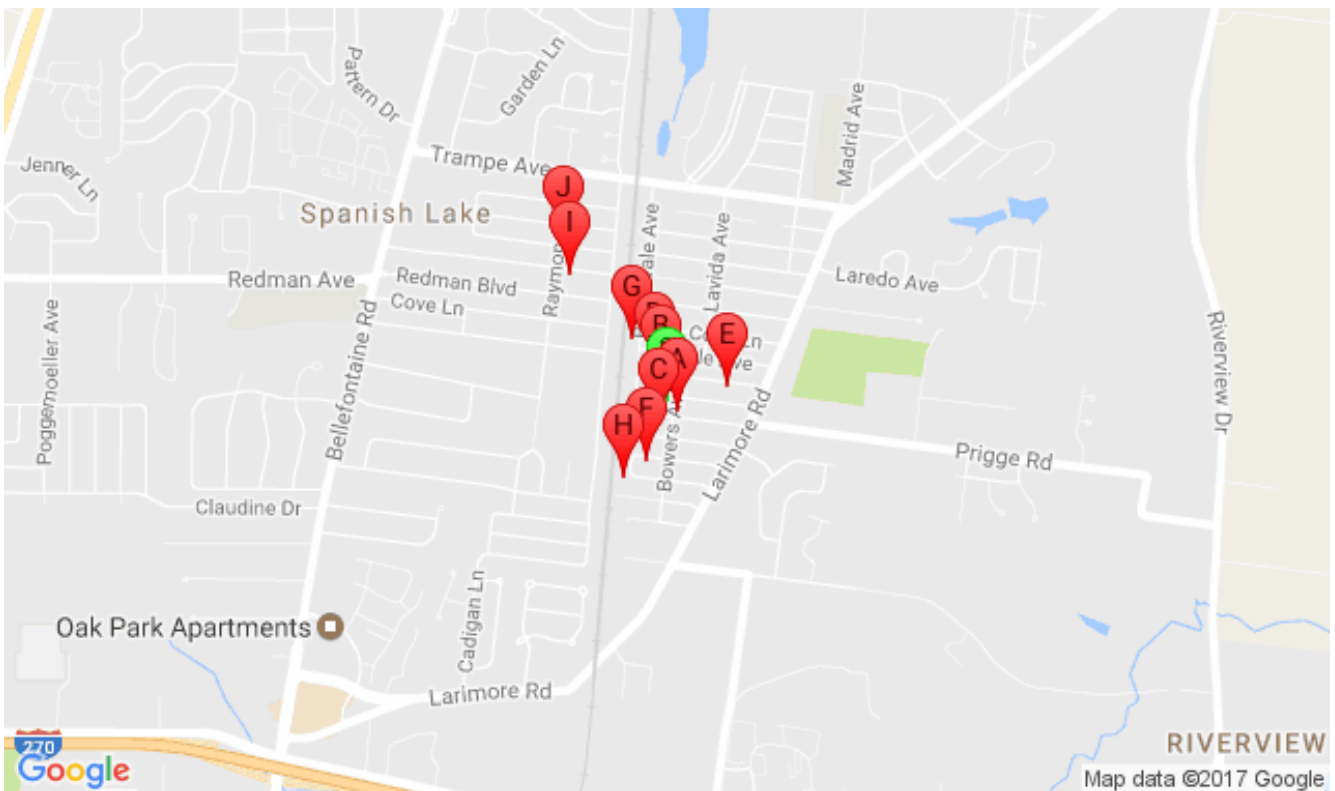 Garden Ln
Pattern Dr
Madrid Ave
Trampe Ave
Jenner Ln
J
Spanish Lake
I
Lavida Ave
Redman Ave
Redman Blvd
Laredo Ave
G
Cove Ln
B
E
Riverview Dr
Poggemoeller Ave
Bellefontaine Rd
A
C
F
H
Bowers A
Larimore Rd
Prigge Rd
Claudine Dr
Cadigan Ln
Oak Park Apartments
Larimore Rd
270
RIVERVIEW
Google
Map data ©2017 Google